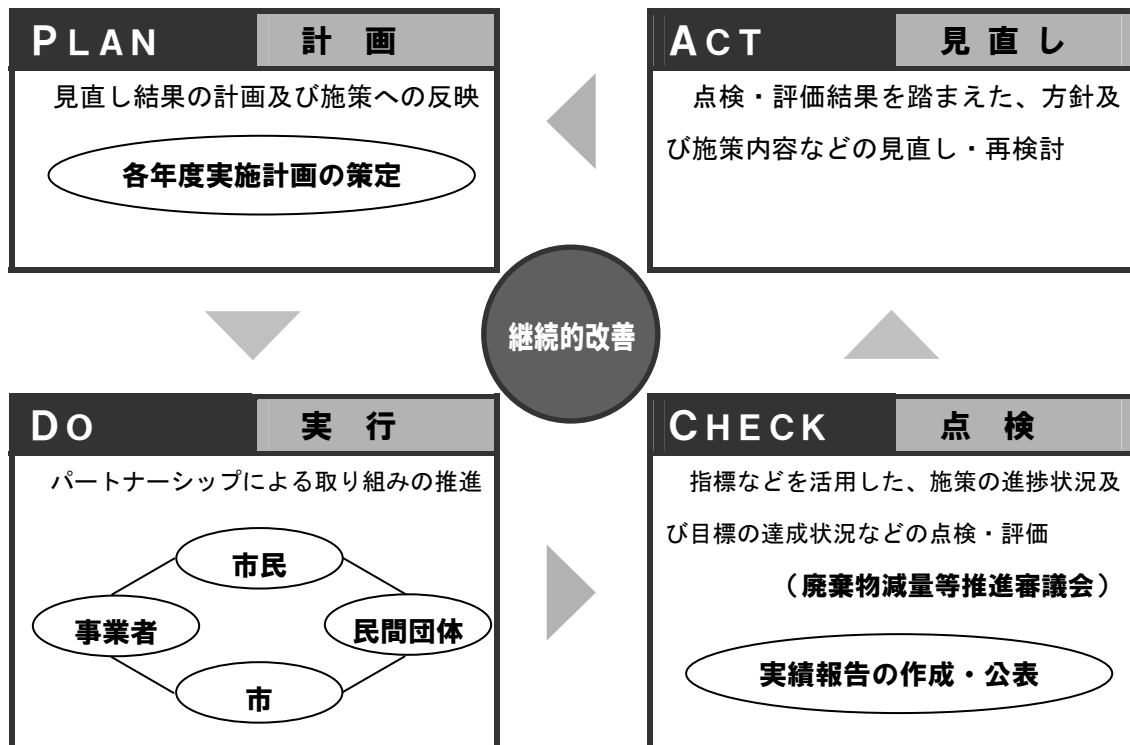 PLAN 計 画
見直し結果の計画及び施策への反映
各年度実施計画の策定
ACT 見 直 し
点検・評価結果を踏まえた、方針及
び施策内容などの見直し・再検討
継続的改善
DO 実 行
パートナーシップによる取り組みの推進
市民
事業者
民間団体
市
CHECK 点 検
指標などを活用した、施策の進捗状況及
び目標の達成状況などの点検・評価
（廃棄物減量等推進審議会）
実績報告の作成・公表